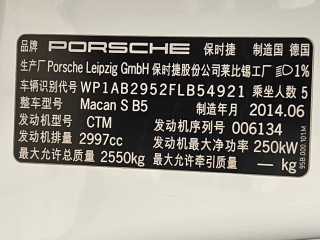 品牌 PORSCHE 保时捷 制造国 德国
生产厂 Porsche Leipzig GmbH 保时捷股份公司莱比锡工厂 1%
车辆识别代号 WP1AB2952FLB54921 乘坐人数 5
整车型号 Macan S B5 制造年月 2014.06
发动机型号 CTM 发动机序列号 006134
发动机排量 2997cc 发动机最大净功率 250kW
最大允许总质量 2550kg 最大允许牵引质量 — kg
95B.000.101.M